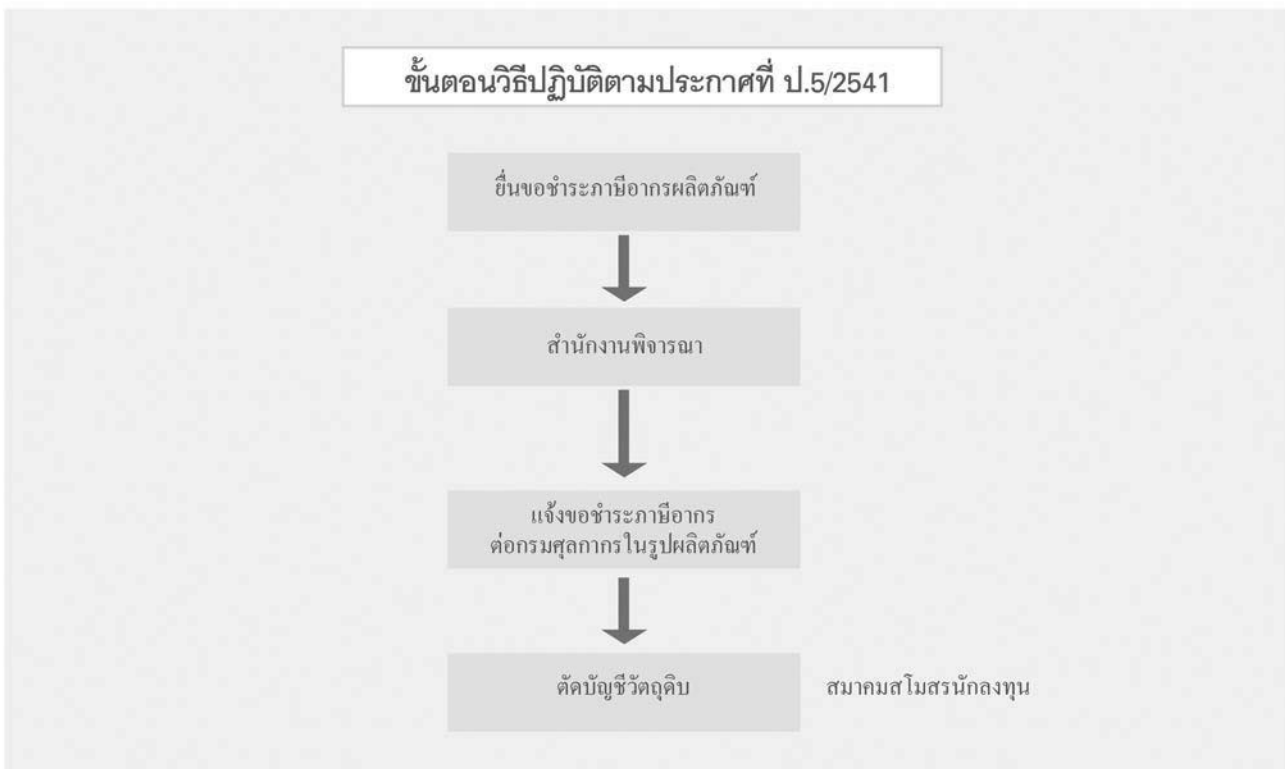 ขั้นตอนวิธีปฏิบัติตามประกาศที่ ป.5/2541
ยื่นขอชำระภาษีอากรผลิตภัณฑ์
สำนักงานพิจารณา
แจ้งขอชำระภาษีอากร
ต่อกรมศุลกากรในรูปผลิตภัณฑ์
ตัดบัญชีวัตถุดิบ
สมาคมสโมสรนักลงทุน